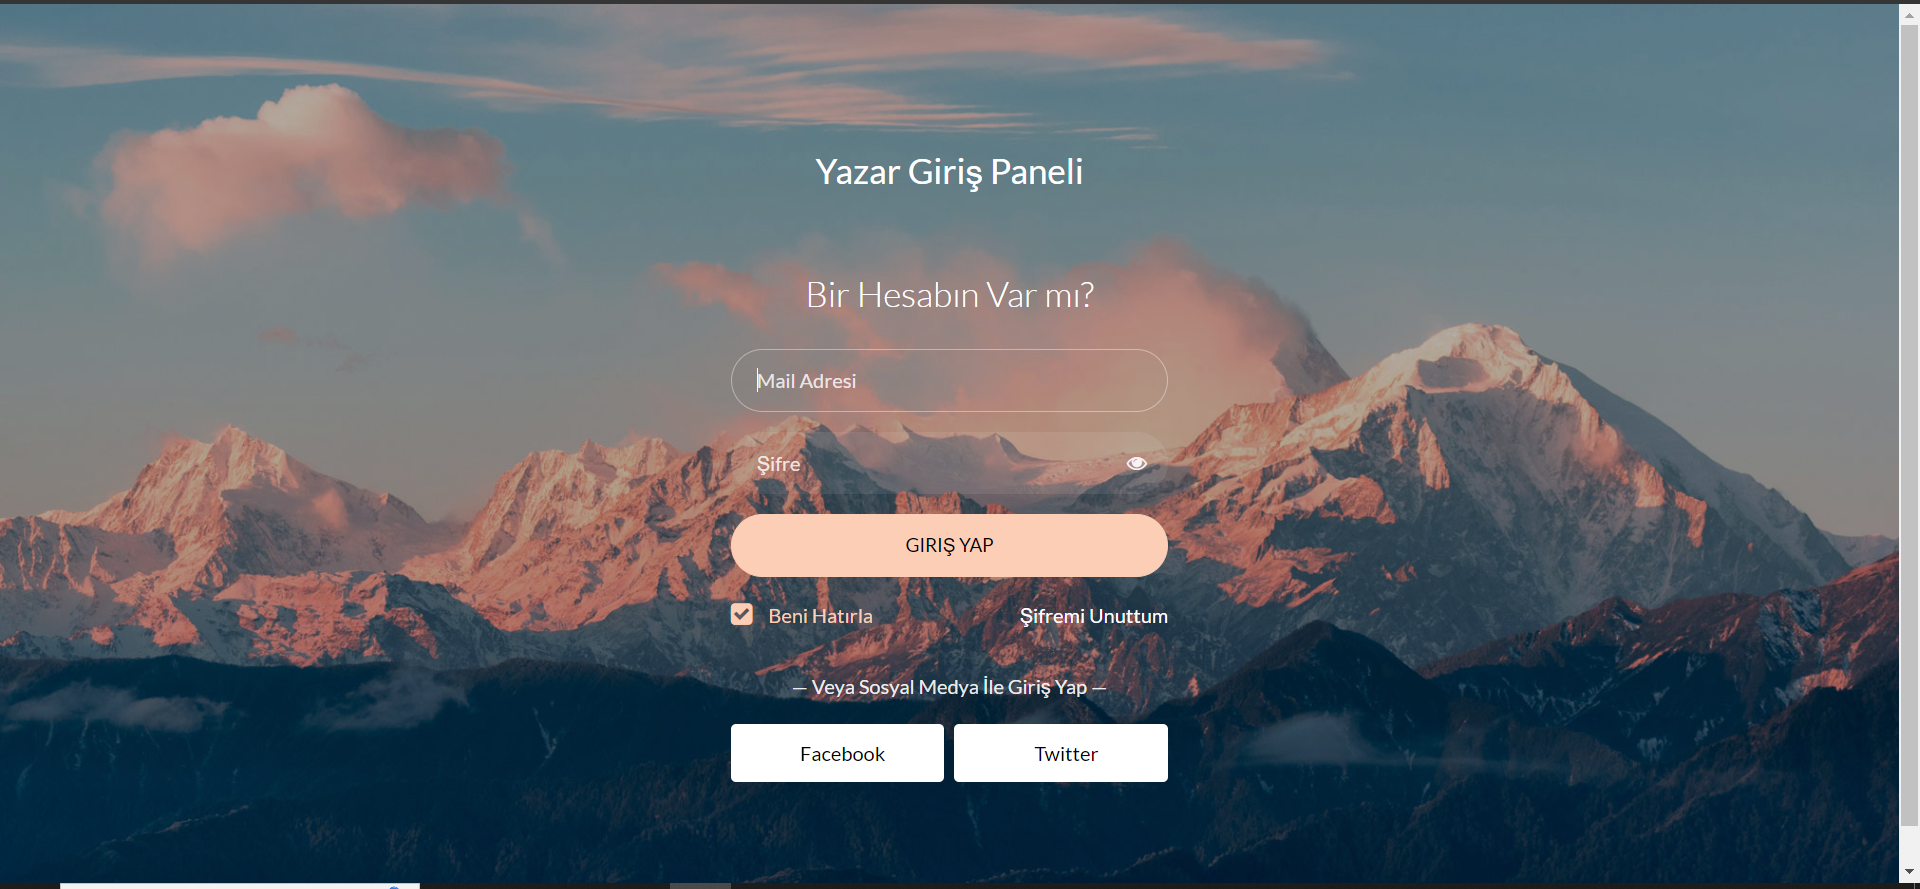 Yazar Giriş Paneli
Bir Hesabın Var mı?
Mail Adresi
Şifre
GIRIŞ YAP
Beni Hatırla
Şifremi Unuttum
— Veya Sosyal Medya İle Giriş Yap —
Facebook
Twitter